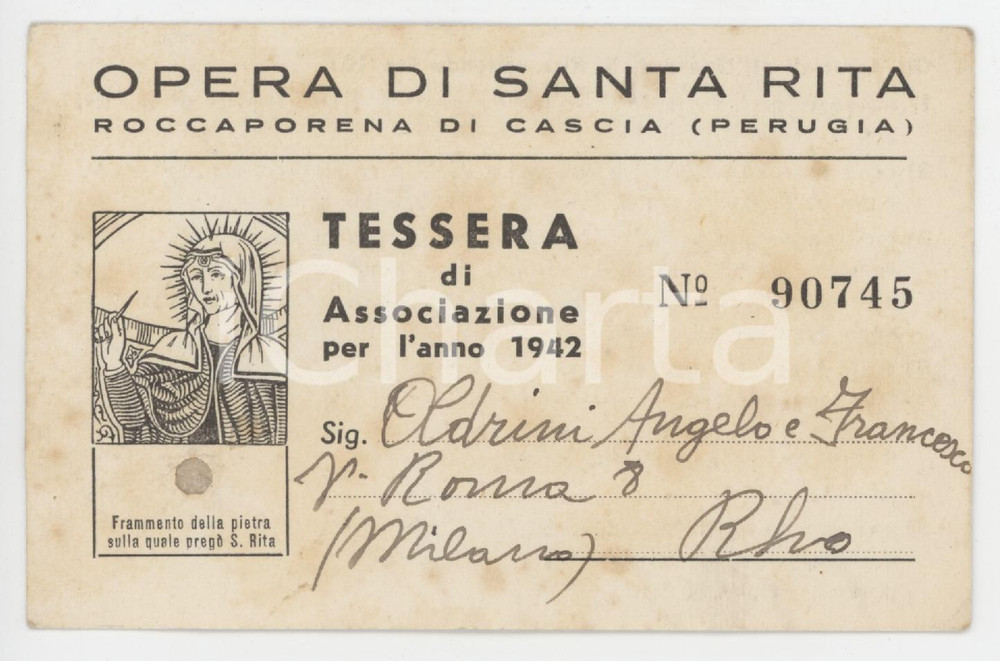 OPERA DI SANTA RITA
ROCCAPORENA DI CASCIA (PERUGIA)
TESSERA
di
Associazione
per l'anno 1942
Nº 90745
Sig. Oldrini Angelo e Francesco
V. Roma 8
(Milano) Rho
Frammento della pietra
sulla quale pregò S. Rita
Charta